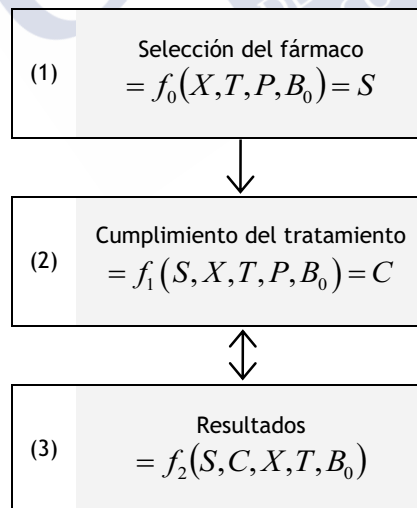 Selección del fármaco
(1)
= f₀(X,T,P,B₀) = S
Cumplimiento del tratamiento
(2)
= f₁(S,X,T,P,B₀) = C
Resultados
(3)
= f₂(S,C,X,T,B₀)